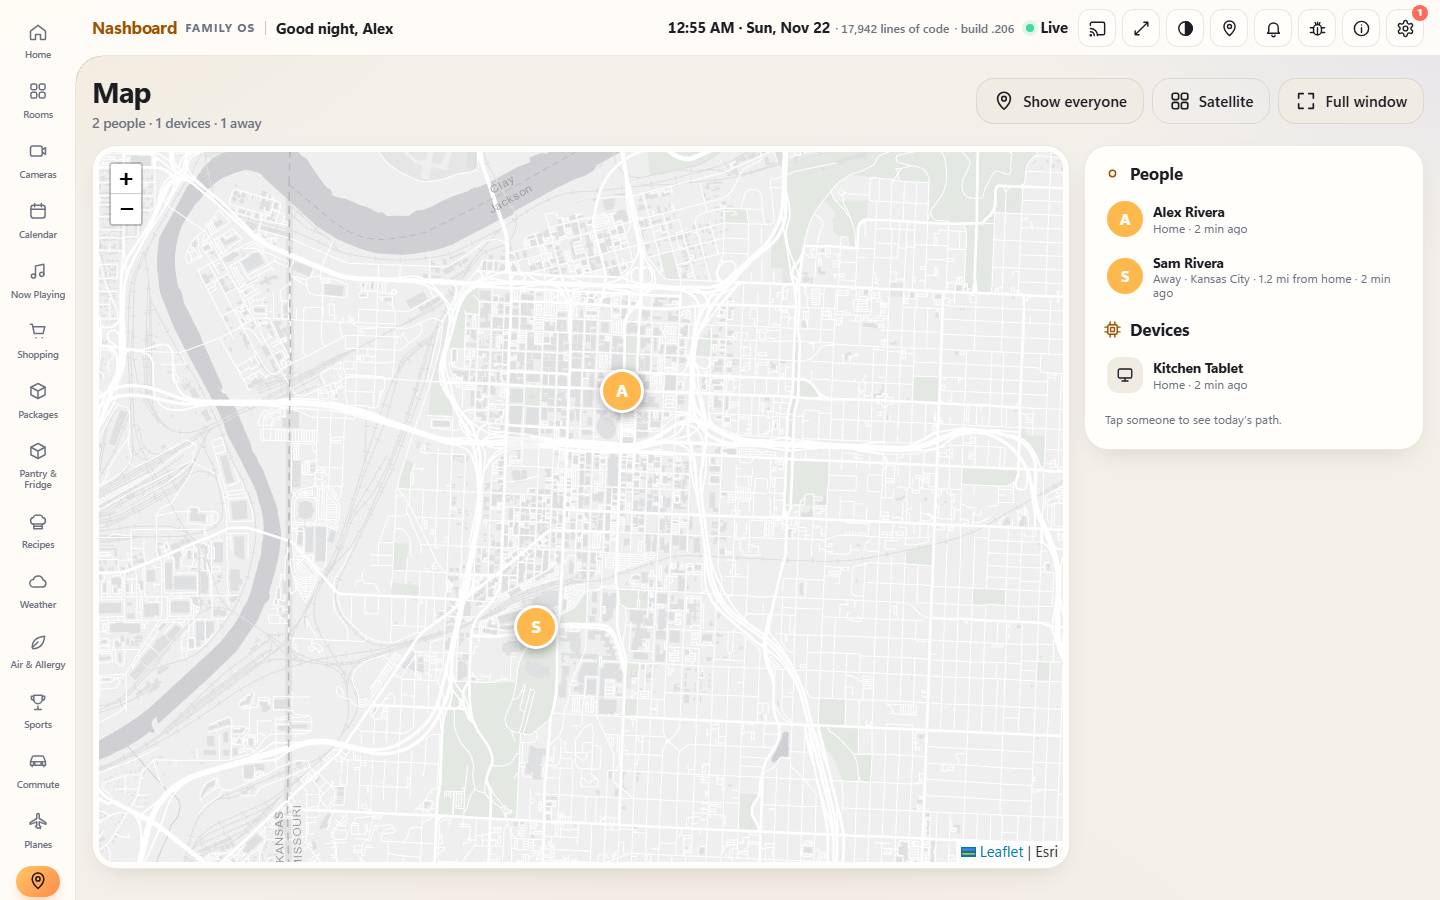 Nashboard FAMILY OS Good night, Alex
12:55 AM · Sun, Nov 22 · 17,942 lines of code · build .206 Live
1
Home
Rooms
Cameras
Calendar
Now Playing
Shopping
Packages
Pantry &
Fridge
Recipes
Weather
Air & Allergy
Sports
Commute
Planes
Map
2 people · 1 devices · 1 away
Show everyone
Satellite
Full window
+
−
Clay
Jackson
A
S
KANSAS
MISSOURI
Leaflet | Esri
People
A
Alex Rivera
Home · 2 min ago
S
Sam Rivera
Away · Kansas City · 1.2 mi from home · 2 min
ago
Devices
Kitchen Tablet
Home · 2 min ago
Tap someone to see today's path.